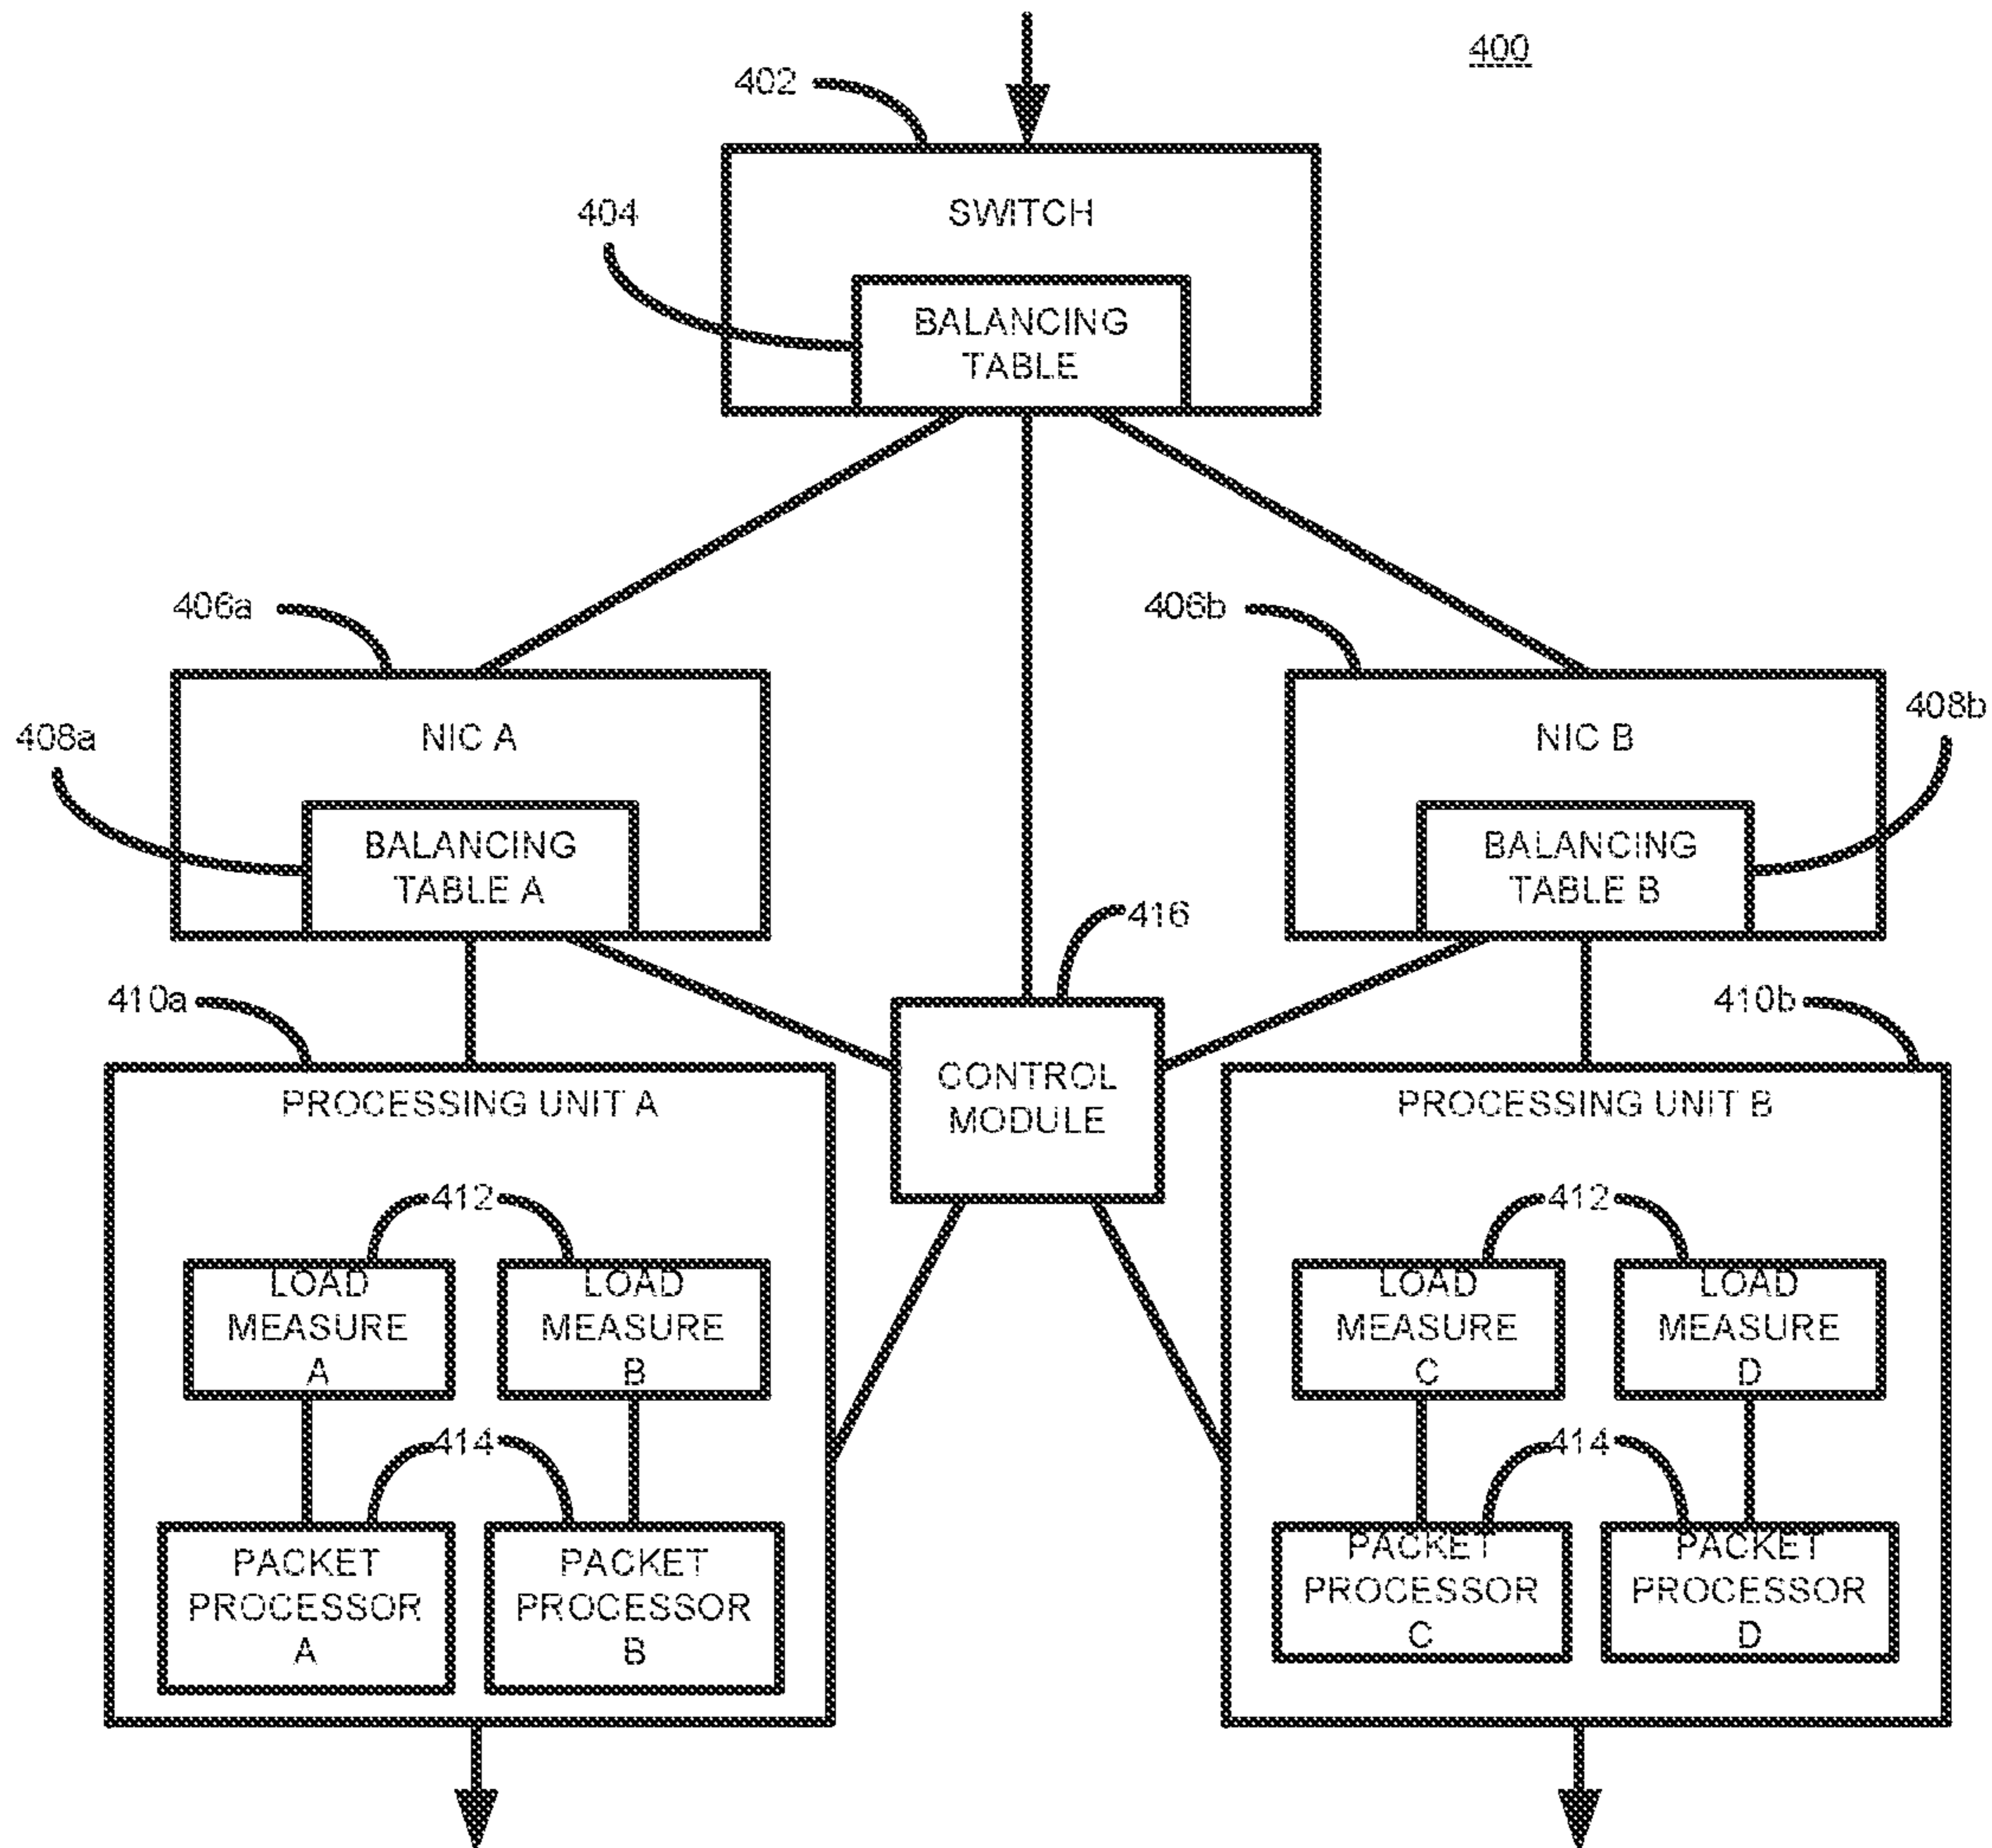 400
402
SWITCH
404
BALANCING
TABLE
406a
406b
NIC A
NIC B
408a
408b
BALANCING
TABLE A
BALANCING
TABLE B
416
410a
410b
CONTROL
MODULE
PROCESSING UNIT A
PROCESSING UNIT B
412
412
LOAD
MEASURE
A
LOAD
MEASURE
B
LOAD
MEASURE
C
LOAD
MEASURE
D
414
414
PACKET
PROCESSOR
A
PACKET
PROCESSOR
B
PACKET
PROCESSOR
C
PACKET
PROCESSOR
D